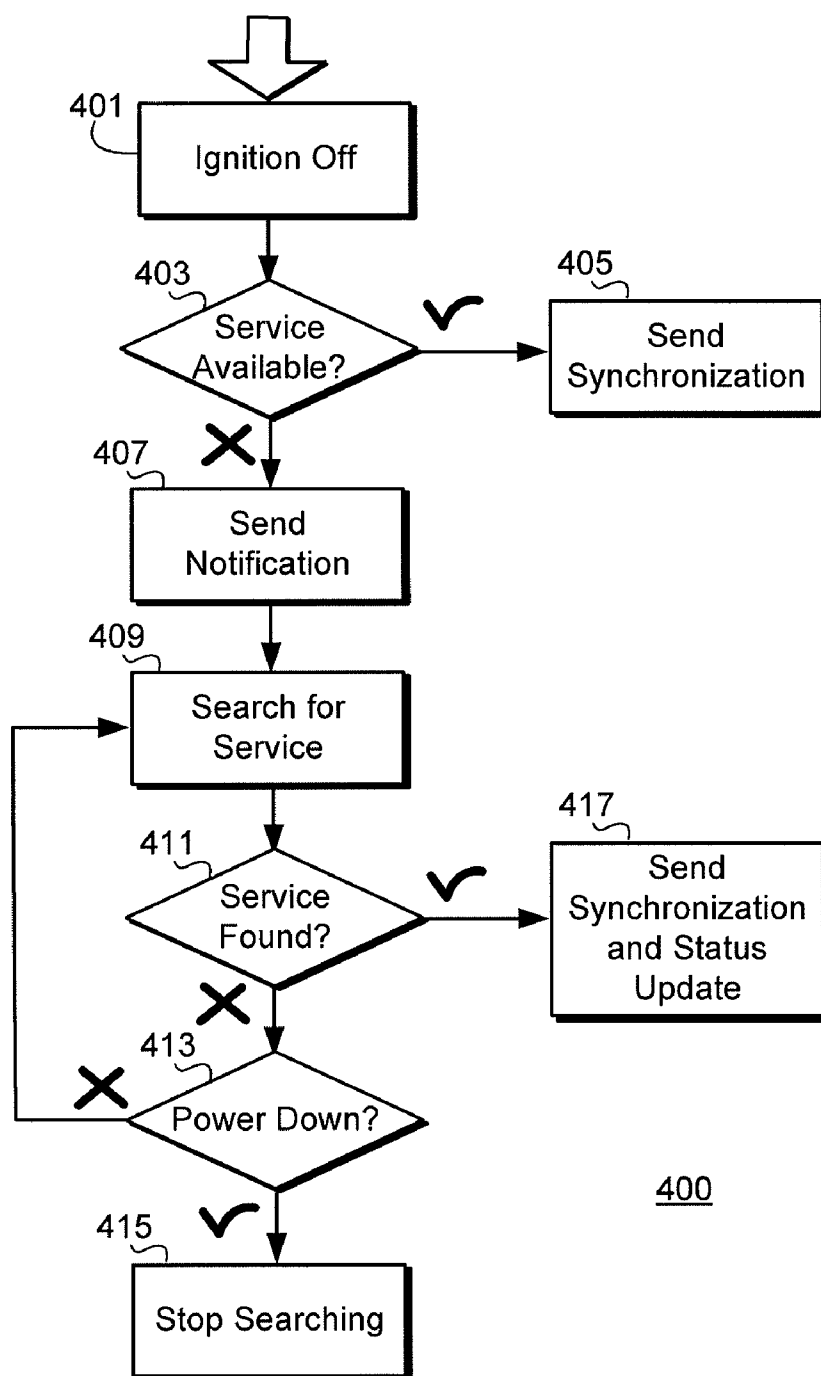 401
Ignition Off
403
Service
Available?
405
Send
Synchronization
407
Send
Notification
409
Search for
Service
411
Service
Found?
417
Send
Synchronization
and Status
Update
413
Power Down?
400
415
Stop Searching